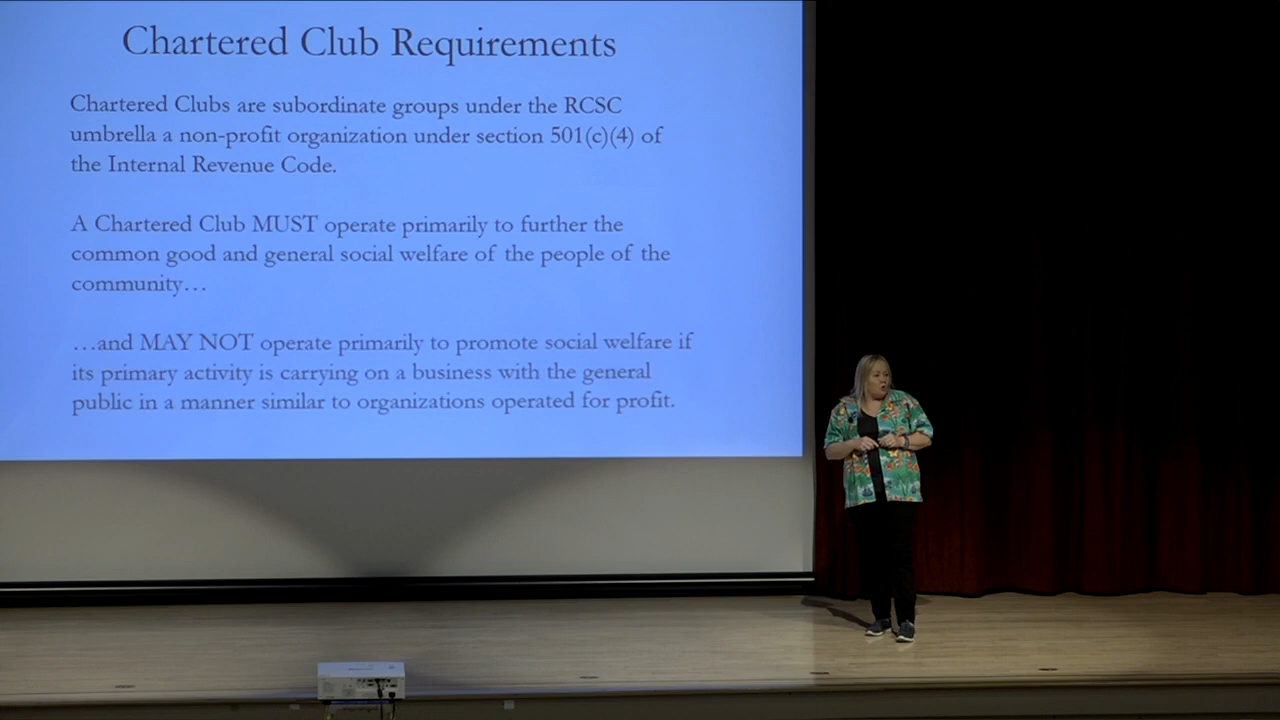 Chartered Club Requirements
Chartered Clubs are subordinate groups under the RCSC
umbrella a non-profit organization under section 501(c)(4) of
the Internal Revenue Code.
A Chartered Club MUST operate primarily to further the
common good and general social welfare of the people of the
community…
…and MAY NOT operate primarily to promote social welfare if
its primary activity is carrying on a business with the general
public in a manner similar to organizations operated for profit.